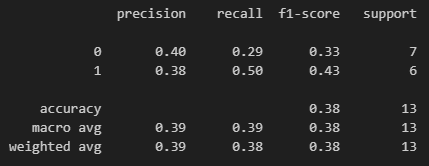 precision recall f1-score support
0 0.40 0.29 0.33 7
1 0.38 0.50 0.43 6
accuracy 0.38 13
macro avg 0.39 0.39 0.38 13
weighted avg 0.39 0.38 0.38 13